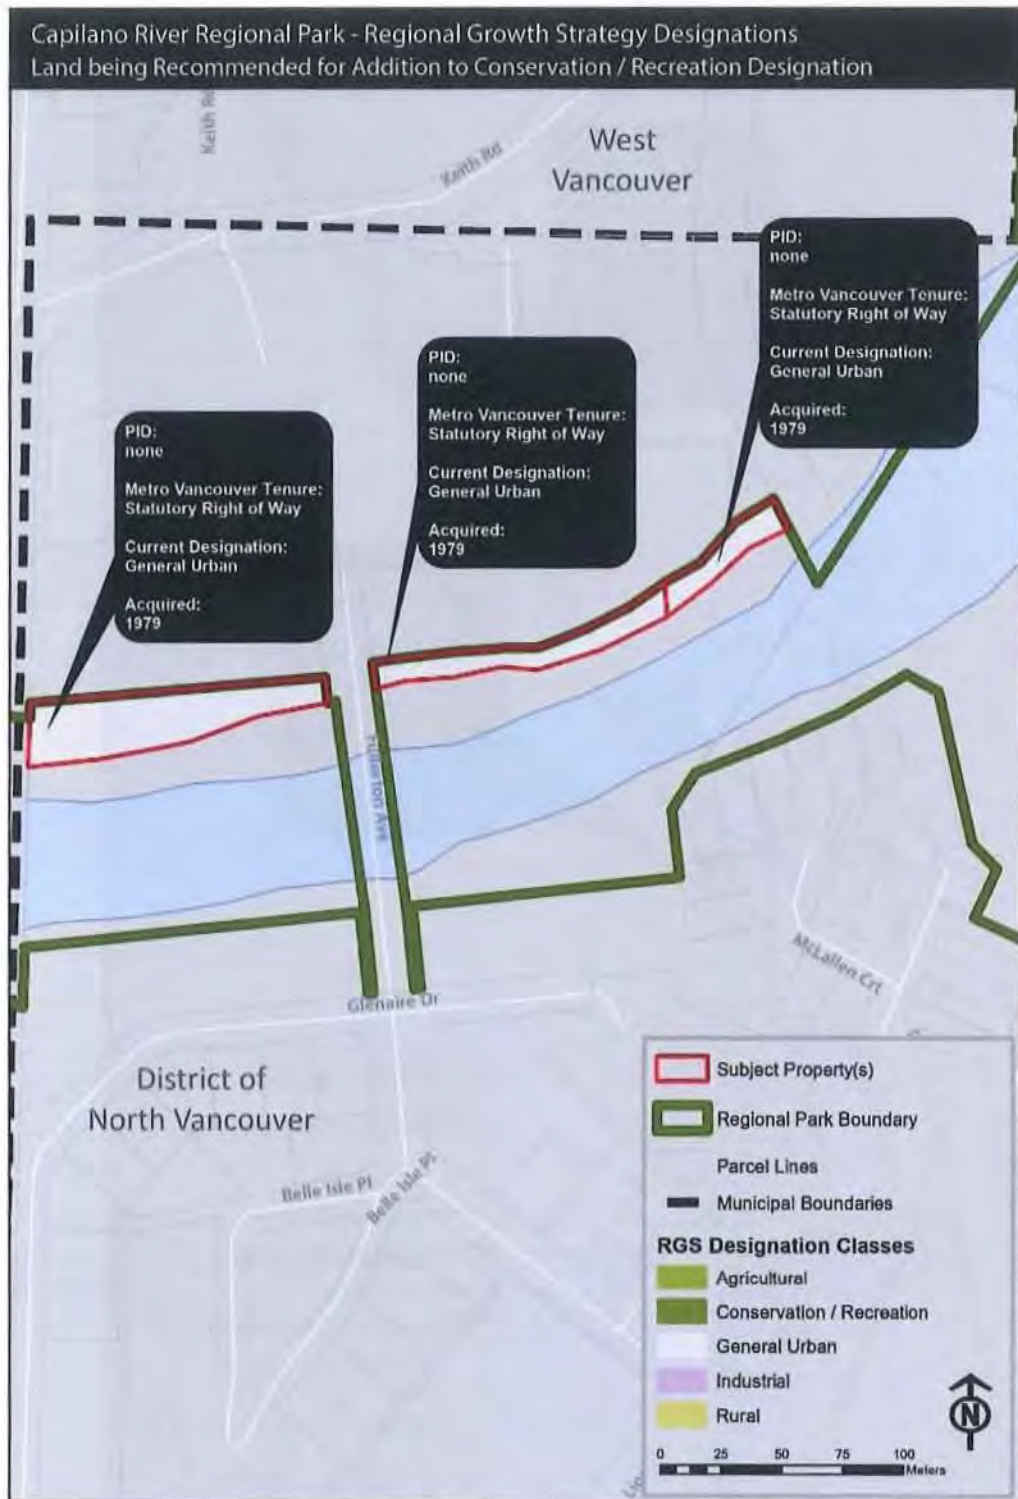 Capilano River Regional Park - Regional Growth Strategy Designations
Land being Recommended for Addition to Conservation / Recreation Designation
Keith Rd
Keith Rd
West
Vancouver
PID:
none
Metro Vancouver Tenure:
Statutory Right of Way
Current Designation:
General Urban
Acquired:
1979
PID:
none
Metro Vancouver Tenure:
Statutory Right of Way
Current Designation:
General Urban
Acquired:
1979
PID:
none
Metro Vancouver Tenure:
Statutory Right of Way
Current Designation:
General Urban
Acquired:
1979
Fullerton Ave
McLallen Crt
Glenaire Dr
District of
North Vancouver
Belle Isle Pl
Belle Isle Pl
Subject Property(s)
Regional Park Boundary
Parcel Lines
Municipal Boundaries
RGS Designation Classes
Agricultural
Conservation / Recreation
General Urban
Industrial
Rural
N
0 25 50 75 100
Meters